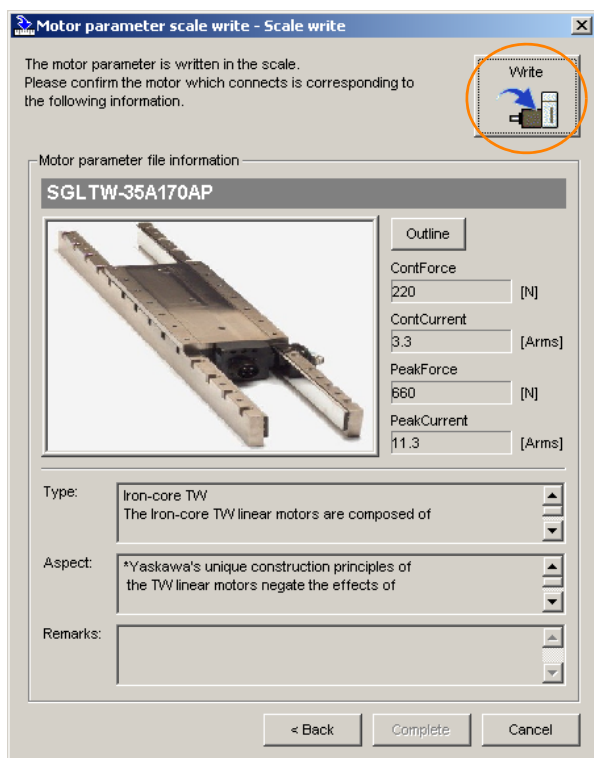 Motor parameter scale write - Scale write
The motor parameter is written in the scale.
Please confirm the motor which connects is corresponding to
the following information.
Write
Motor parameter file information
SGLTW-35A170AP
Outline
ContForce
220 [N]
ContCurrent
3.3 [Arms]
PeakForce
660 [N]
PeakCurrent
11.3 [Arms]
Type: Iron-core TW
The Iron-core TW linear motors are composed of
Aspect: *Yaskawa's unique construction principles of
the TW linear motors negate the effects of
Remarks:
< Back Complete Cancel